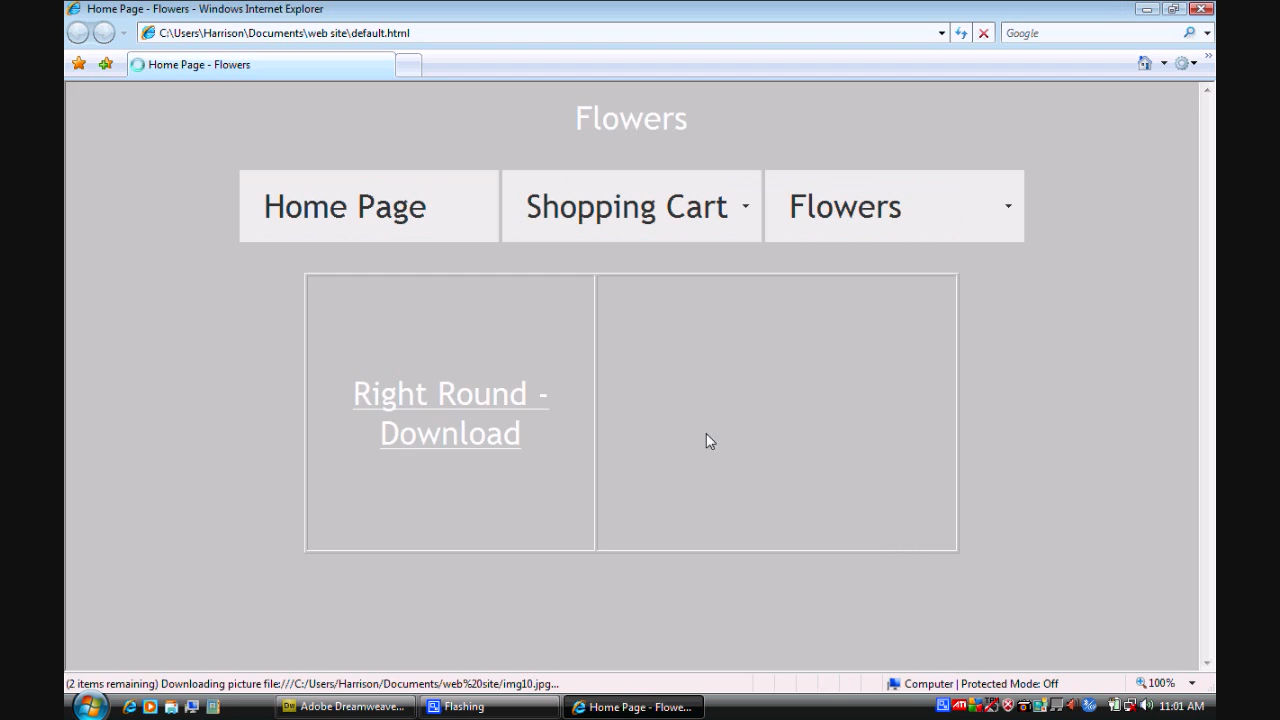 Home Page - Flowers - Windows Internet Explorer
C:\Users\Harrison\Documents\web site\default.html
Google
Home Page - Flowers
Flowers
Home Page
Shopping Cart
Flowers
Right Round -
Download
(2 items remaining) Downloading picture file:///C:/Users/Harrison/Documents/web%20site/img10.jpg...
Computer | Protected Mode: Off
100%
Adobe Dreamweave...
Flashing
Home Page - Flowe...
ATI
11:01 AM